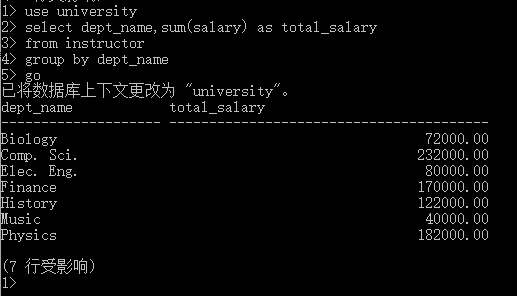 1> use university
2> select dept_name,sum(salary) as total_salary
3> from instructor
4> group by dept_name
5> go
已将数据库上下文更改为 "university"。
dept_name            total_salary
-------------------- ----------------------------------------
Biology                                              72000.00
Comp. Sci.                                          232000.00
Elec. Eng.                                           80000.00
Finance                                             170000.00
History                                             122000.00
Music                                                40000.00
Physics                                             182000.00
(7 行受影响)
1>